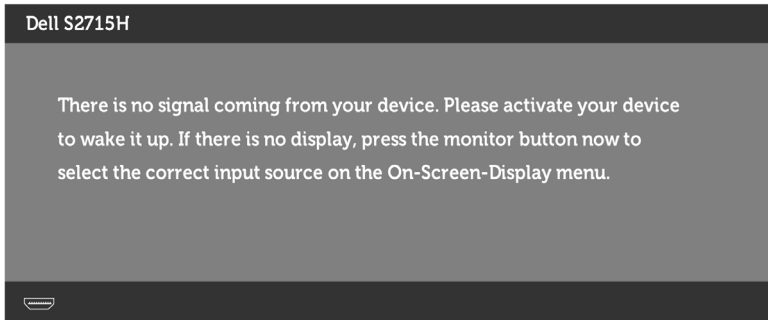 Dell S2715H
There is no signal coming from your device. Please activate your device
to wake it up. If there is no display, press the monitor button now to
select the correct input source on the On-Screen-Display menu.